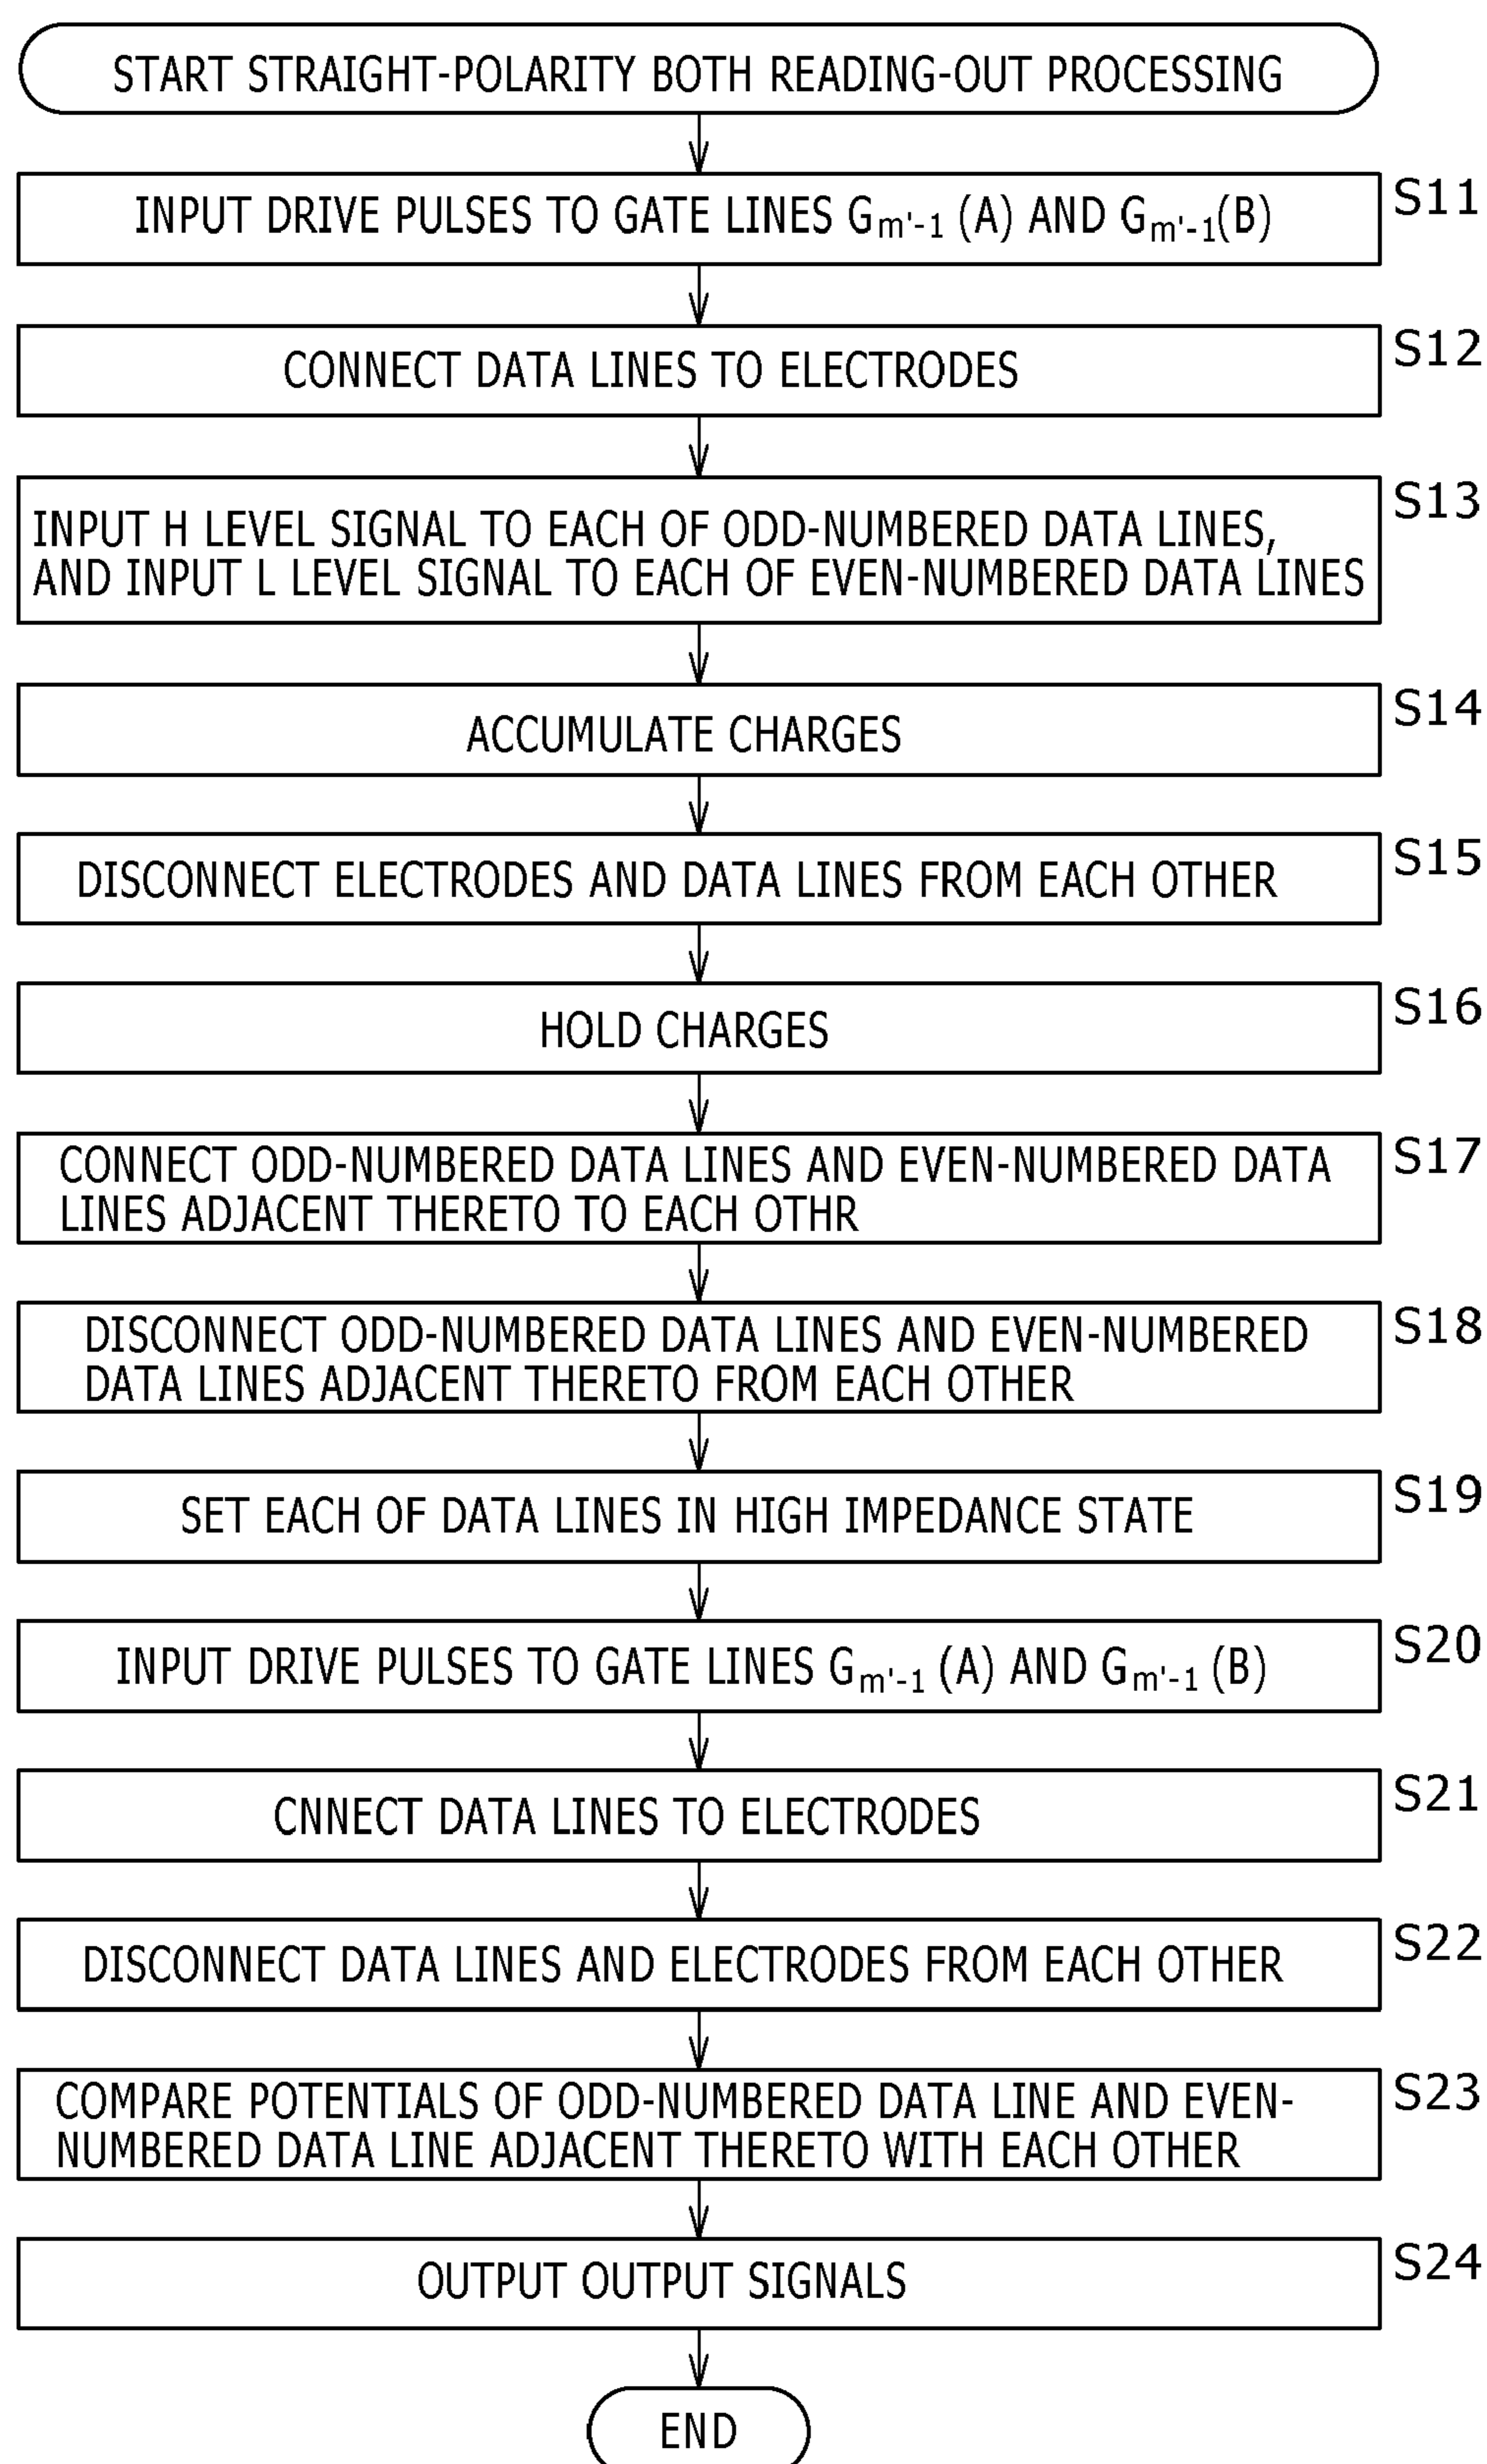 START STRAIGHT-POLARITY BOTH READING-OUT PROCESSING
INPUT DRIVE PULSES TO GATE LINES Gm'-1 (A) AND Gm'-1(B)
S11
CONNECT DATA LINES TO ELECTRODES
S12
INPUT H LEVEL SIGNAL TO EACH OF ODD-NUMBERED DATA LINES,
AND INPUT L LEVEL SIGNAL TO EACH OF EVEN-NUMBERED DATA LINES
S13
ACCUMULATE CHARGES
S14
DISCONNECT ELECTRODES AND DATA LINES FROM EACH OTHER
S15
HOLD CHARGES
S16
CONNECT ODD-NUMBERED DATA LINES AND EVEN-NUMBERED DATA
LINES ADJACENT THERETO TO EACH OTHR
S17
DISCONNECT ODD-NUMBERED DATA LINES AND EVEN-NUMBERED
DATA LINES ADJACENT THERETO FROM EACH OTHER
S18
SET EACH OF DATA LINES IN HIGH IMPEDANCE STATE
S19
INPUT DRIVE PULSES TO GATE LINES Gm'-1 (A) AND Gm'-1 (B)
S20
CNNECT DATA LINES TO ELECTRODES
S21
DISCONNECT DATA LINES AND ELECTRODES FROM EACH OTHER
S22
COMPARE POTENTIALS OF ODD-NUMBERED DATA LINE AND EVEN-
NUMBERED DATA LINE ADJACENT THERETO WITH EACH OTHER
S23
OUTPUT OUTPUT SIGNALS
S24
END